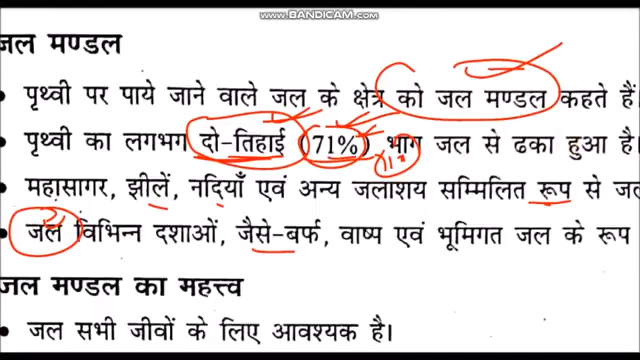 www.BANDICAM.com
जल मण्डल
• पृथ्वी पर पाये जाने वाले जल के क्षेत्र को जल मण्डल कहते हैं
• पृथ्वी का लगभग दो-तिहाई (71%) भाग जल से ढका हुआ है।
• महासागर, झीलें, नदियाँ एवं अन्य जलाशय सम्मिलित रूप से
• जल विभिन्न दशाओं, जैसे-बर्फ, वाष्प एवं भूमिगत जल के रूप
जल मण्डल का महत्त्व
• जल सभी जीवों के लिए आवश्यक है।